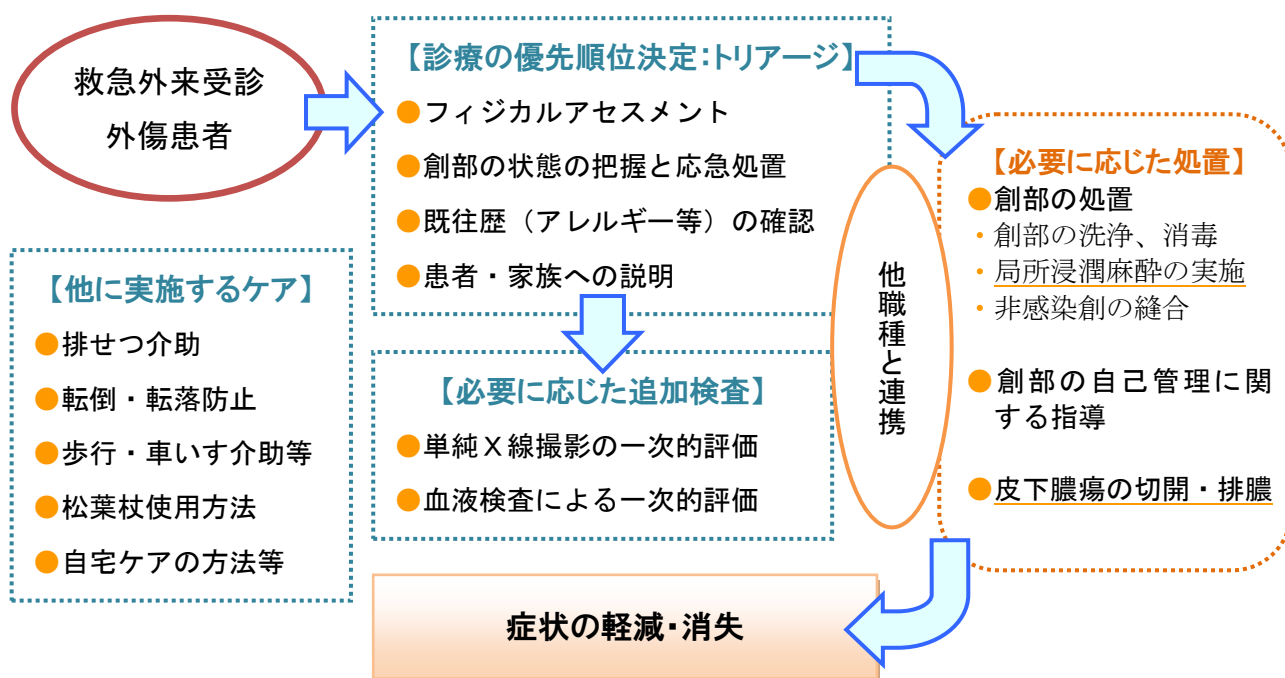 救急外来受診
外傷患者
【診療の優先順位決定:トリアージ】
●フィジカルアセスメント
●創部の状態の把握と応急処置
●既往歴（アレルギー等）の確認
●患者・家族への説明
【必要に応じた追加検査】
●単純Ｘ線撮影の一次的評価
●血液検査による一次的評価
他職種と連携
【必要に応じた処置】
●創部の処置
・創部の洗浄、消毒
・局所浸潤麻酔の実施
・非感染創の縫合
●創部の自己管理に関
する指導
●皮下膿瘍の切開・排膿
【他に実施するケア】
●排せつ介助
●転倒・転落防止
●歩行・車いす介助等
●松葉杖使用方法
●自宅ケアの方法等
症状の軽減・消失